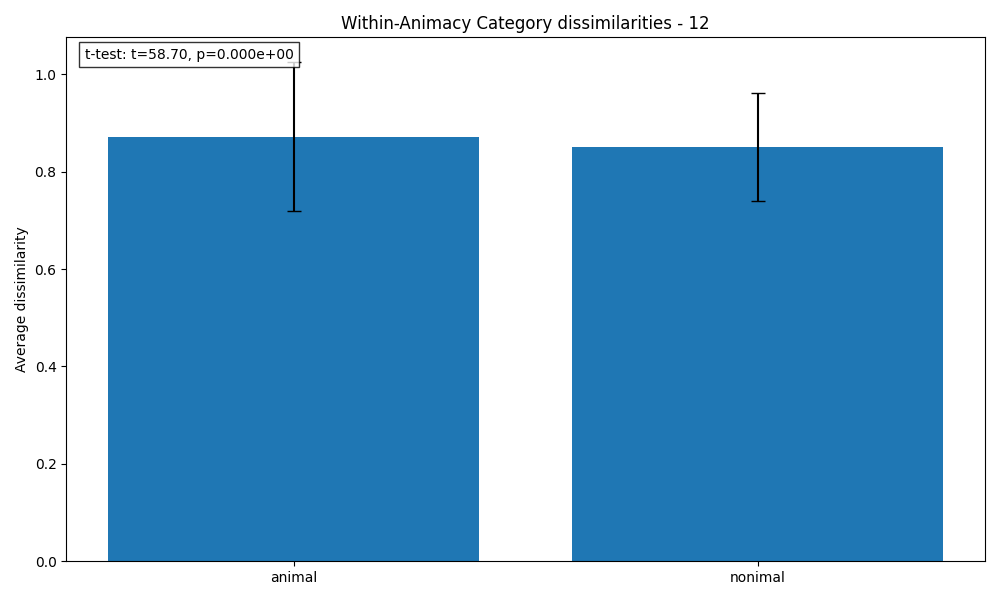 Within-Animacy Category dissimilarities - 12
t-test: t=58.70, p=0.000e+00
Average dissimilarity
1.0
0.8
0.6
0.4
0.2
0.0
animal
nonimal